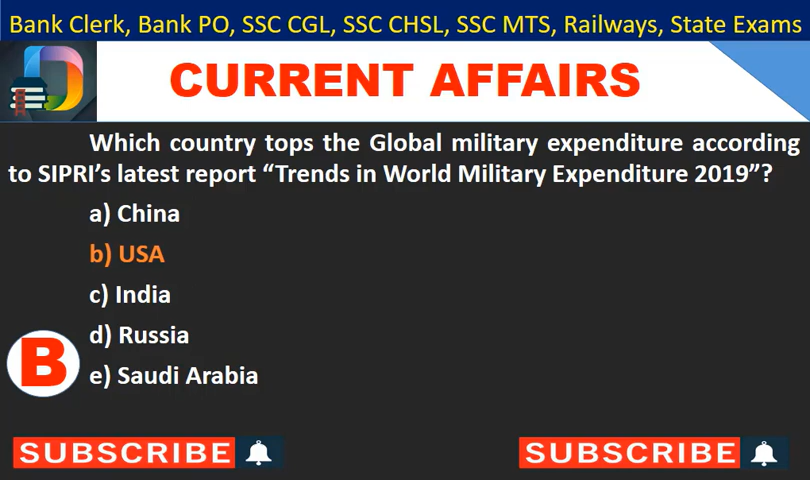 Bank Clerk, Bank PO, SSC CGL, SSC CHSL, SSC MTS, Railways, State Exams
CURRENT AFFAIRS
Which country tops the Global military expenditure according
to SIPRI's latest report “Trends in World Military Expenditure 2019”?
a) China
b) USA
c) India
d) Russia
e) Saudi Arabia
B
SUBSCRIBE
SUBSCRIBE